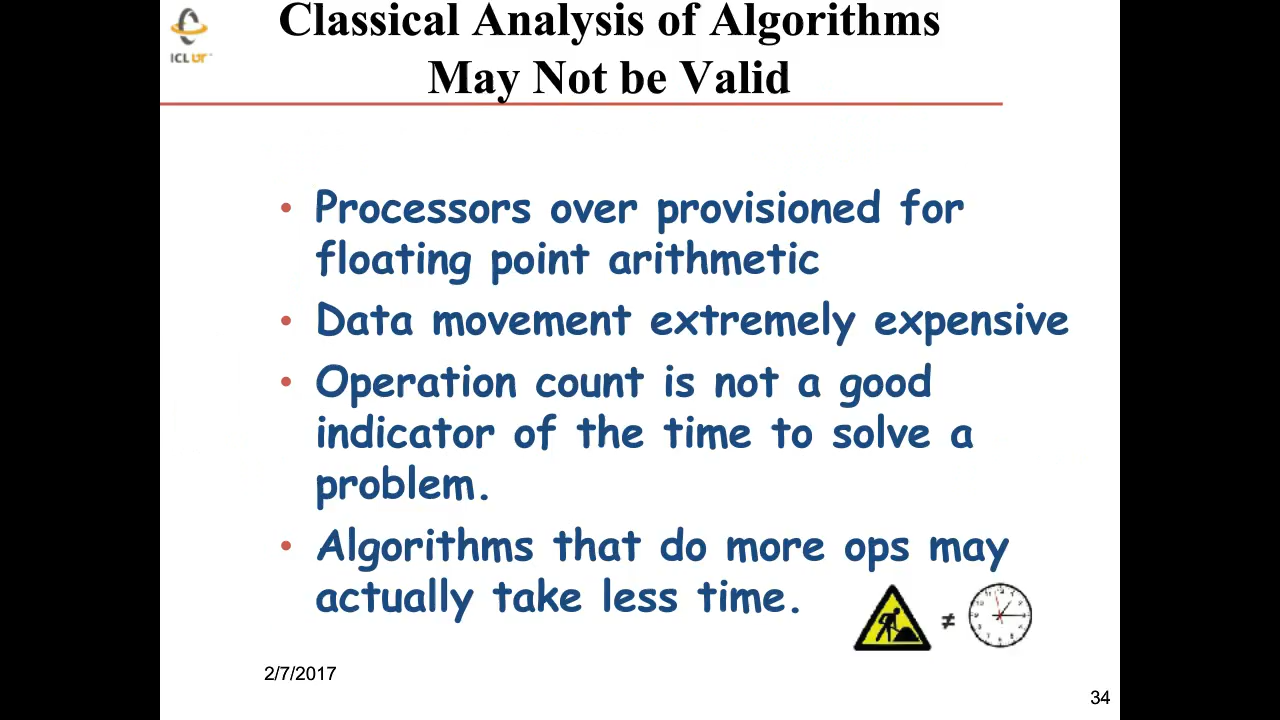 ICL UT
Classical Analysis of Algorithms
May Not be Valid
• Processors over provisioned for
floating point arithmetic
• Data movement extremely expensive
• Operation count is not a good
indicator of the time to solve a
problem.
• Algorithms that do more ops may
actually take less time.
≠
2/7/2017
34